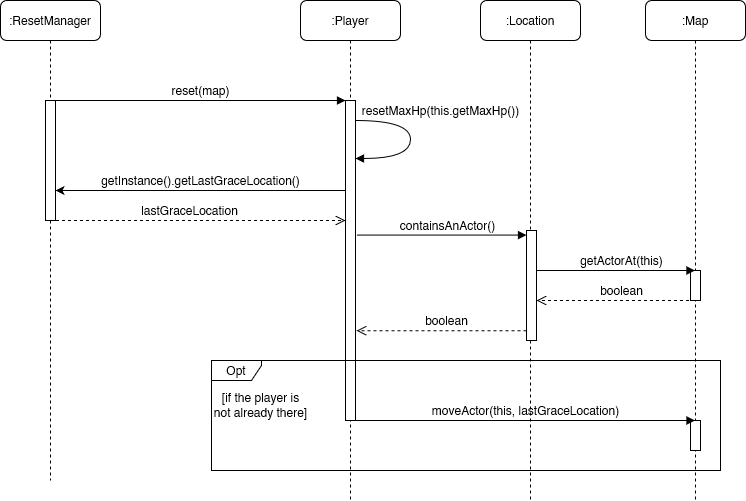 :ResetManager
:Player
:Location
:Map
reset(map)
resetMaxHp(this.getMaxHp())
getInstance().getLastGraceLocation()
lastGraceLocation
containsAnActor()
getActorAt(this)
boolean
boolean
Opt
[if the player is
not already there]
moveActor(this, lastGraceLocation)